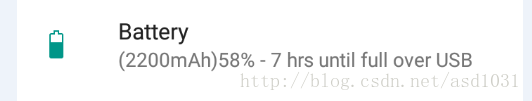 Battery
(2200mAh)58% - 7 hrs until full over USB
http://blog.csdn.net/asd1031